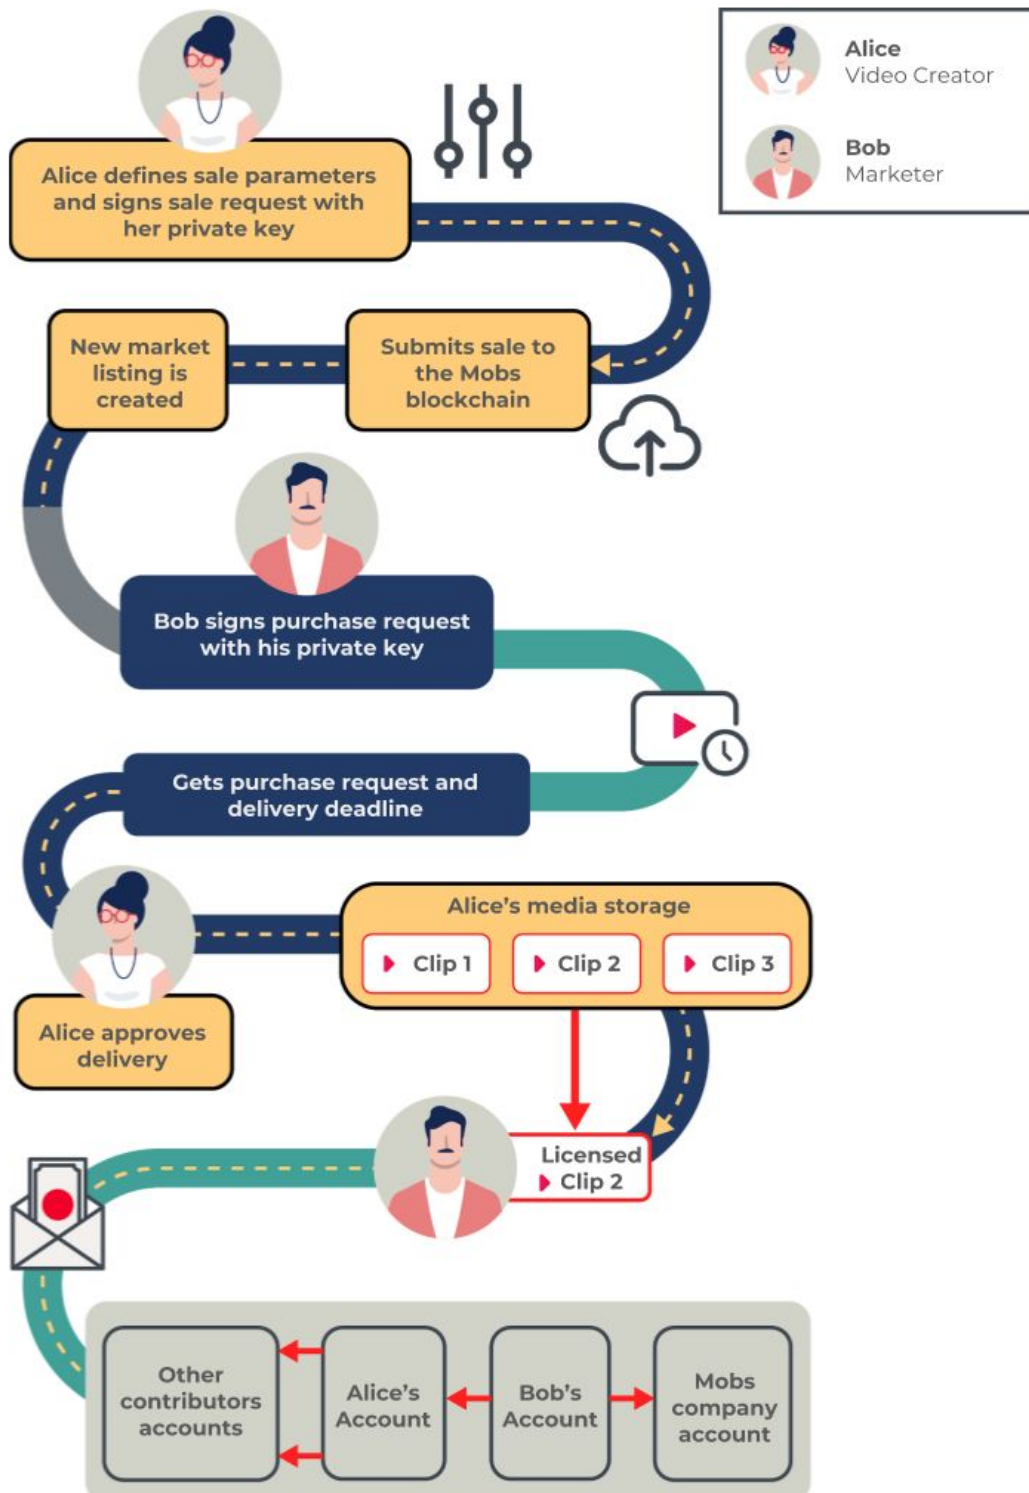 Alice
Video Creator
Bob
Marketer
Alice defines sale parameters
and signs sale request with
her private key
New market
listing is
created
Submits sale to
the Mobs
blockchain
Bob signs purchase request
with his private key
Gets purchase request and
delivery deadline
Alice's media storage
Clip 1
Clip 2
Clip 3
Alice approves
delivery
Licensed
Clip 2
Other
contributors
accounts
Alice's
Account
Bob's
Account
Mobs
company
account